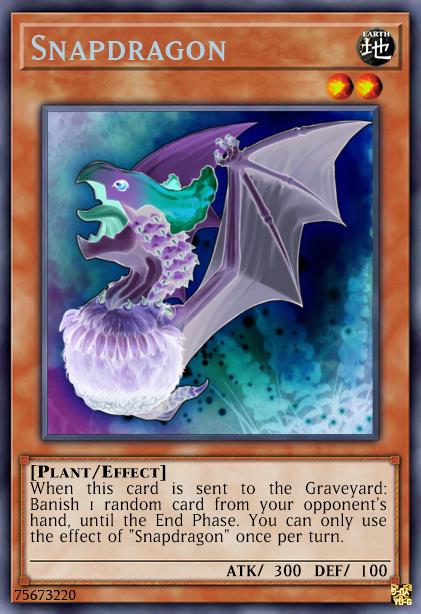 Snapdragon
EARTH
地
[Plant/Effect]
When this card is sent to the Graveyard:
Banish 1 random card from your opponent's
hand, until the End Phase. You can only use
the effect of "Snapdragon" once per turn.
ATK/ 300 DEF/ 100
75673220